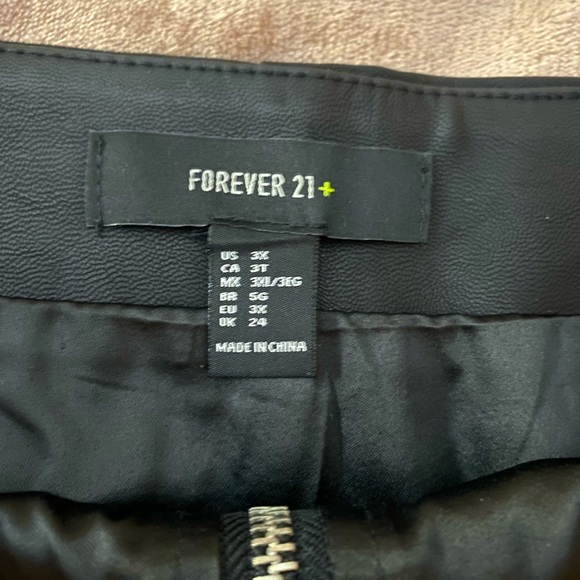 FOREVER 21+
US 3X
CA 3T
MX 3XL/3EG
BR 5G
EU 3X
UK 24
MADE IN CHINA